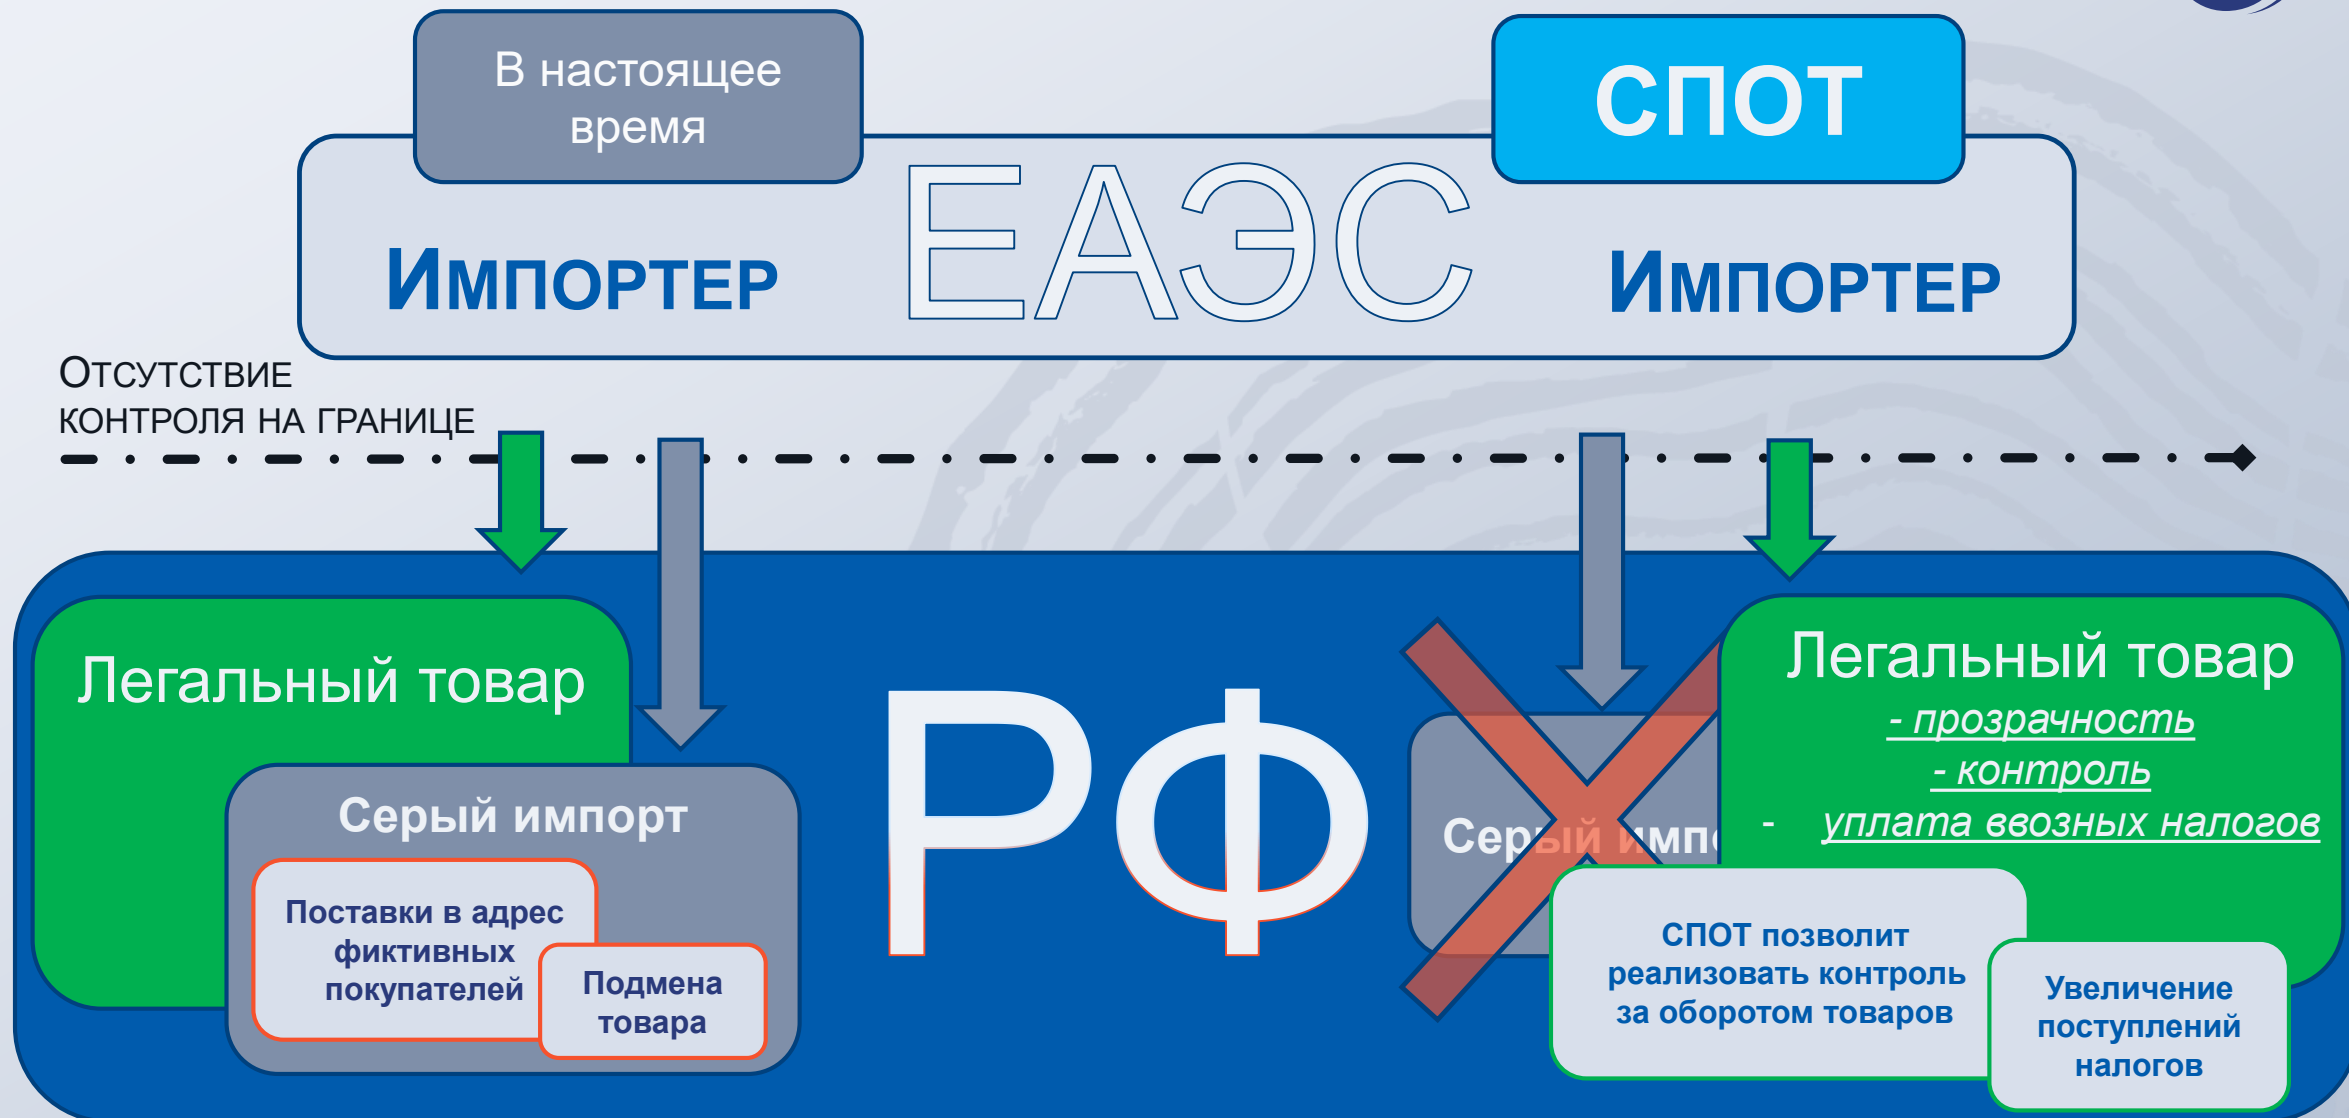 В настоящее
время
СПОТ
ЕАЭС
ИМПОРТЕР
ИМПОРТЕР
ОТСУТСТВИЕ
КОНТРОЛЯ НА ГРАНИЦЕ
Легальный товар
Серый импорт
Поставки в адрес
фиктивных
покупателей
Подмена
товара
РФ
Серый импо
Легальный товар
- прозрачность
- контроль
- уплата ввозных налогов
СПОТ позволит
реализовать контроль
за оборотом товаров
Увеличение
поступлений
налогов